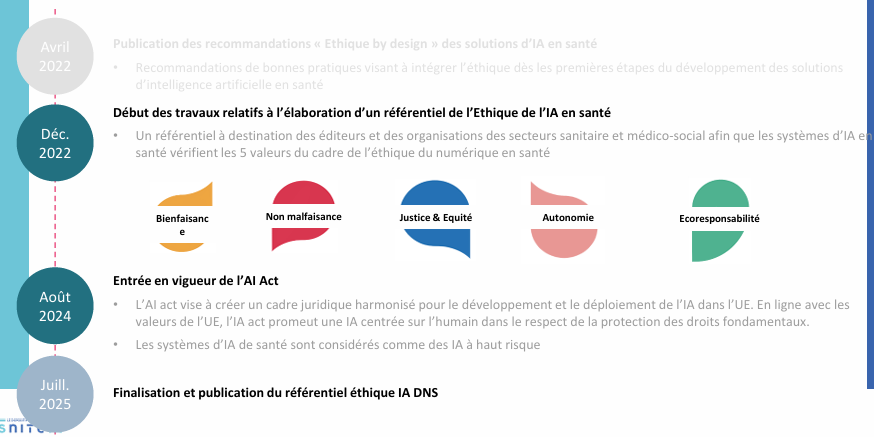 Avril
2022
Publication des recommandations « Ethique by design » des solutions d’IA en santé
• Recommandations de bonnes pratiques visant à intégrer l’éthique dès les premières étapes du développement des solutions
d’intelligence artificielle en santé
Déc.
2022
Début des travaux relatifs à l’élaboration d’un référentiel de l’Ethique de l’IA en santé
• Un référentiel à destination des éditeurs et des organisations des secteurs sanitaire et médico-social afin que les systèmes d’IA en
santé vérifient les 5 valeurs du cadre de l’éthique du numérique en santé
Bienfaisanc
e
Non malfaisance
Justice & Equité
Autonomie
Ecoresponsabilité
Août
2024
Entrée en vigueur de l’AI Act
• L’AI act vise à créer un cadre juridique harmonisé pour le développement et le déploiement de l’IA dans l’UE. En ligne avec les
valeurs de l’UE, l’IA act promeut une IA centrée sur l’humain dans le respect de la protection des droits fondamentaux.
• Les systèmes d’IA de santé sont considérés comme des IA à haut risque
Juill.
2025
Finalisation et publication du référentiel éthique IA DNS